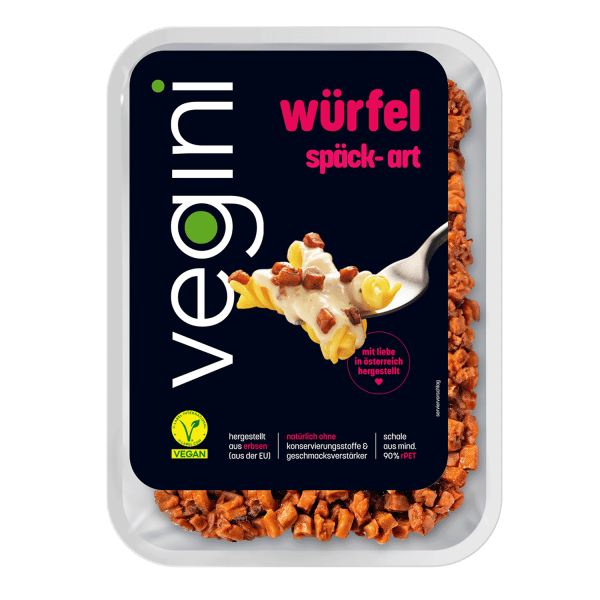 vegini
würfel
späck- art
mit liebe
in österreich
hergestellt
VEGAN
hergestellt
aus erbsen
(aus der EU)
natürlich ohne
konservierungsstoffe &
geschmacksverstärker
schale
aus mind.
90% rPET